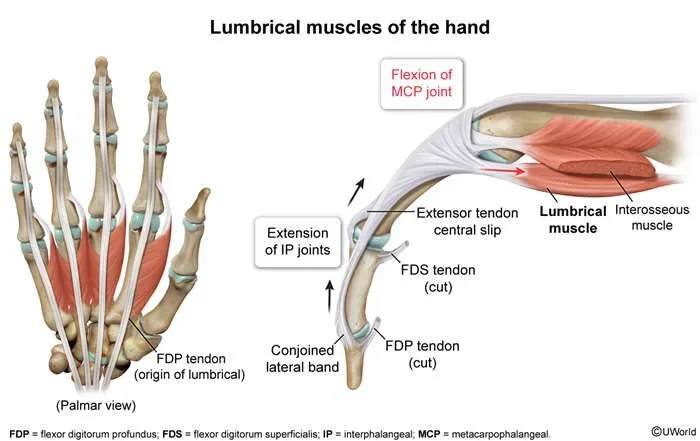 Lumbrical muscles of the hand
Flexion of
MCP joint
Extension
of IP joints
Extensor tendon
central slip
Lumbrical
muscle
Interosseous
muscle
FDS tendon
(cut)
FDP tendon
(cut)
Conjoined
lateral band
FDP tendon
(origin of lumbrical)
(Palmar view)
FDP = flexor digitorum profundus; FDS = flexor digitorum superficialis; IP = interphalangeal; MCP = metacarpophalangeal.
©UWorld